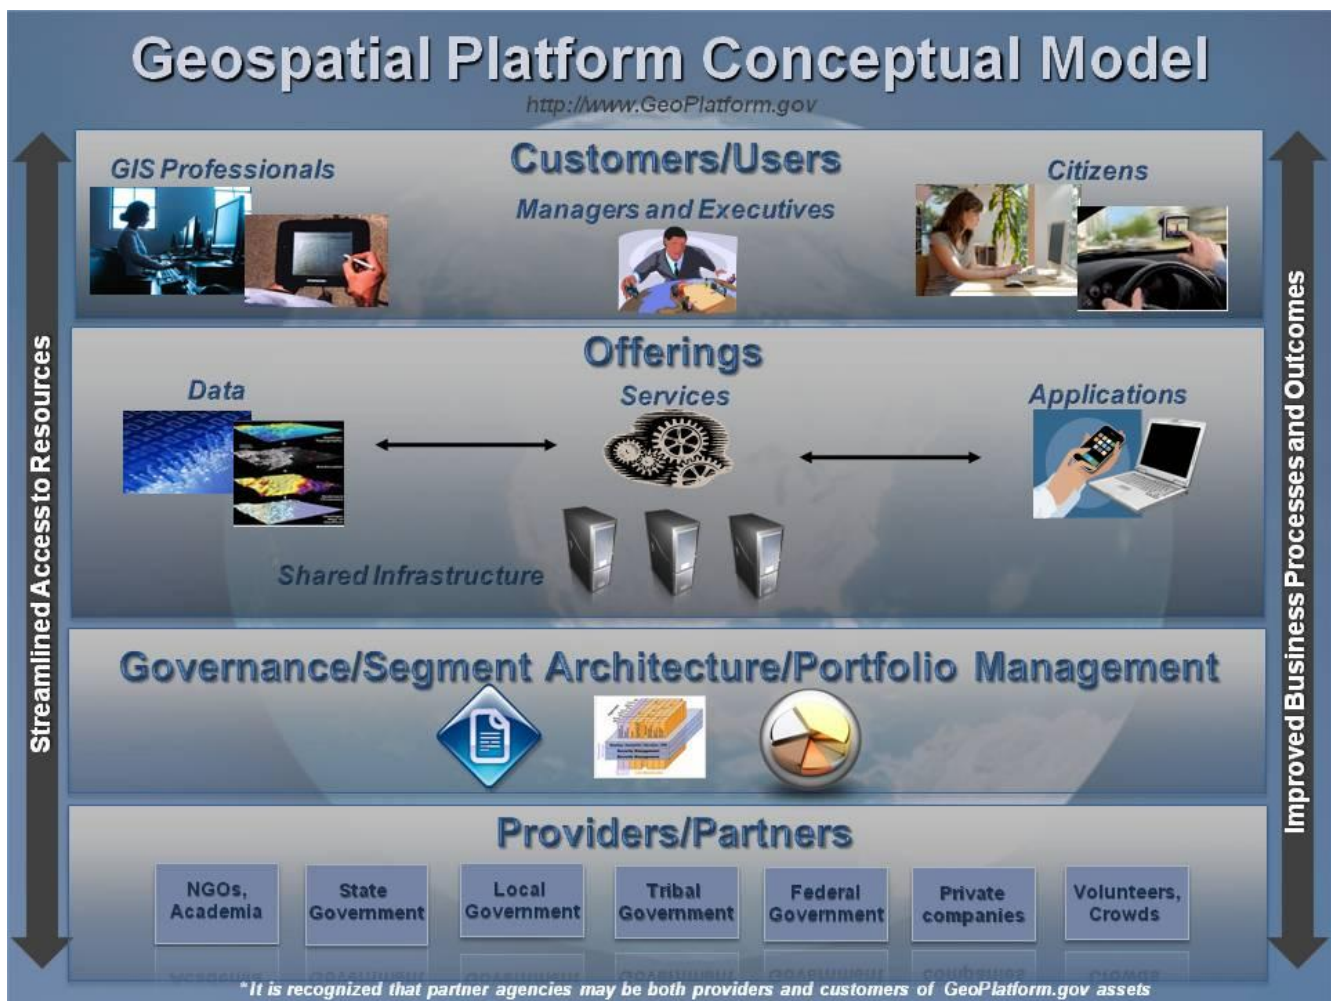 Geospatial Platform Conceptual Model
http://www.GeoPlatform.gov
Customers/Users
GIS Professionals
Managers and Executives
Citizens
Offerings
Data
Services
Applications
Shared Infrastructure
Governance/Segment Architecture/Portfolio Management
Providers/Partners
NGOs,
Academia
State
Government
Local
Government
Tribal
Government
Federal
Government
Private
companies
Volunteers,
Crowds
*It is recognized that partner agencies may be both providers and customers of GeoPlatform.gov assets
Streamlined Access to Resources
Improved Business Processes and Outcomes